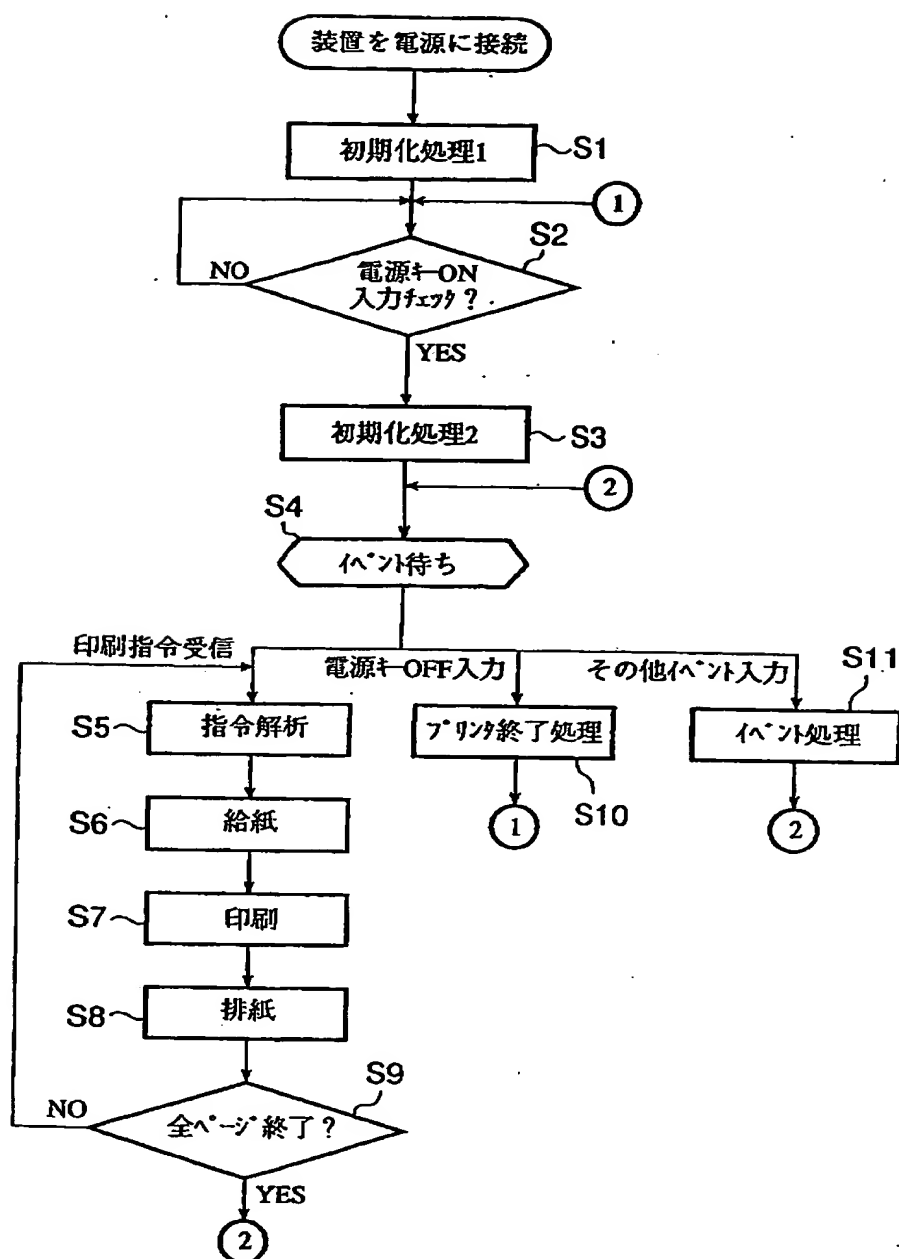 装置を電源に接続
初期化処理1
S1
1
S2
NO
電源キーON
入力チェック?
YES
初期化処理2
S3
2
S4
イベント待ち
印刷指令受信
電源キーOFF入力
その他イベント入力
S11
S5
指令解析
プリンタ終了処理
イベント処理
S10
S6
給紙
1
2
S7
印刷
S8
排紙
S9
NO
全ページ終了?
YES
2